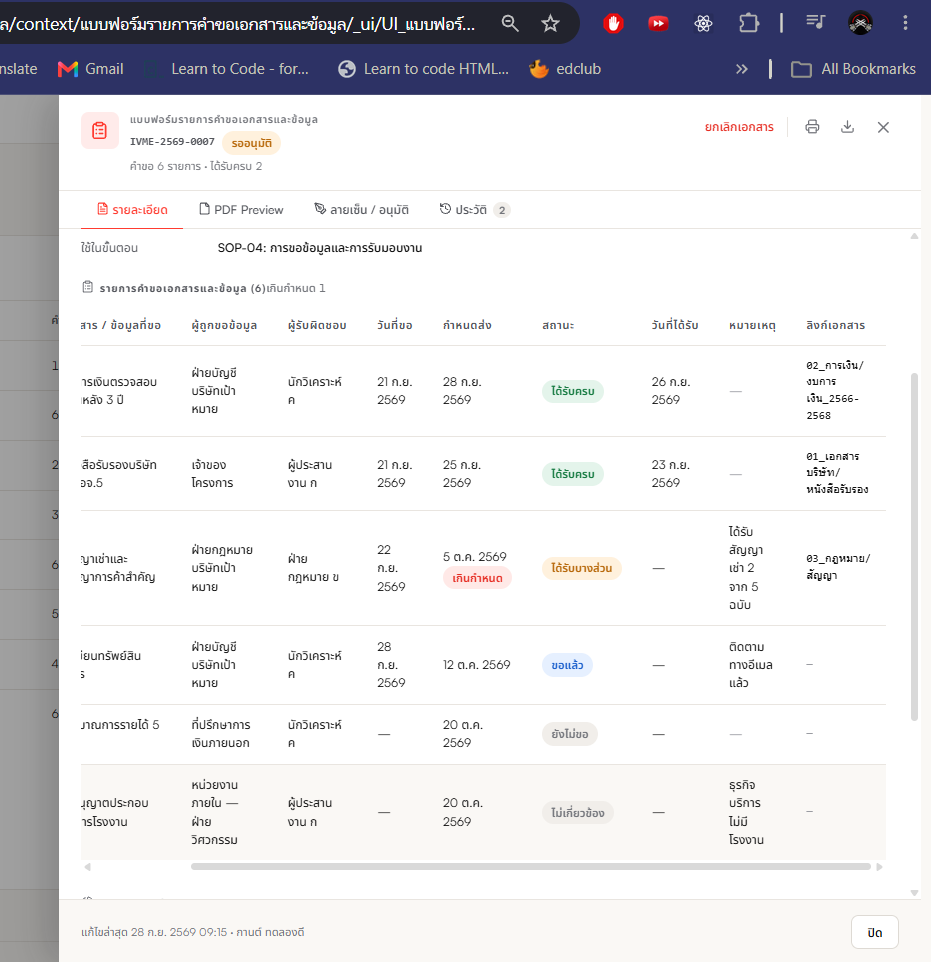 ล/context/แบบฟอร์มรายการคำขอเอกสารและข้อมูล/_ui/UI_แบบฟอร์...
nslate Gmail Learn to Code - for... Learn to code HTML... edclub » All Bookmarks
แบบฟอร์มรายการคำขอเอกสารและข้อมูล
IVME-2569-0007 รออนุมัติ
คำขอ 6 รายการ · ได้รับครบ 2
ยกเลิกเอกสาร
รายละเอียด PDF Preview ลายเซ็น / อนุมัติ ประวัติ 2
ใช้ในขั้นตอน SOP-04: การขอข้อมูลและการรับมอบงาน
รายการคำขอเอกสารและข้อมูล (6)เกินกำหนด 1
สาร / ข้อมูลที่ขอ ผู้ถูกขอข้อมูล ผู้รับผิดชอบ วันที่ขอ กำหนดส่ง สถานะ วันที่ได้รับ หมายเหตุ ลิงก์เอกสาร
ารเงินตรวจสอบ
หลัง 3 ปี
ฝ่ายบัญชี
บริษัทเป้า
หมาย
นักวิเคราะห์
ค
21 ก.ย.
2569
28 ก.ย.
2569
ได้รับครบ
26 ก.ย.
2569
—
02_การเงิน/
งบการ
เงิน_2566-
2568
สือรับรองบริษัท
อจ.5
เจ้าของ
โครงการ
ผู้ประสาน
งาน ก
21 ก.ย.
2569
25 ก.ย.
2569
ได้รับครบ
23 ก.ย.
2569
—
01_เอกสาร
บริษัท/
หนังสือรับรอง
ญาเช่าและ
ญาการค้าสำคัญ
ฝ่ายกฎหมาย
บริษัทเป้า
หมาย
ฝ่าย
กฎหมาย ข
22
ก.ย.
2569
5 ต.ค. 2569
เกินกำหนด
ได้รับบางส่วน
—
ได้รับ
สัญญา
เช่า 2
จาก 5
ฉบับ
03_กฎหมาย/
สัญญา
ียนทรัพย์สิน
ร
ฝ่ายบัญชี
บริษัทเป้า
หมาย
นักวิเคราะห์
ค
28
ก.ย.
2569
12 ต.ค. 2569
ขอแล้ว
—
ติดตาม
ทางอีเมล
แล้ว
–
มาณการรายได้ 5
ที่ปรึกษาการ
เงินภายนอก
นักวิเคราะห์
ค
—
20 ต.ค.
2569
ยังไม่ขอ
—
—
–
นุญาตประกอบ
ารโรงงาน
หน่วยงาน
ภายใน —
ฝ่าย
วิศวกรรม
ผู้ประสาน
งาน ก
—
20 ต.ค.
2569
ไม่เกี่ยวข้อง
—
ธุรกิจ
บริการ
ไม่มี
โรงงาน
–
แก้ไขล่าสุด 28 ก.ย. 2569 09:15 · กานต์ ทดลองดี
ปิด